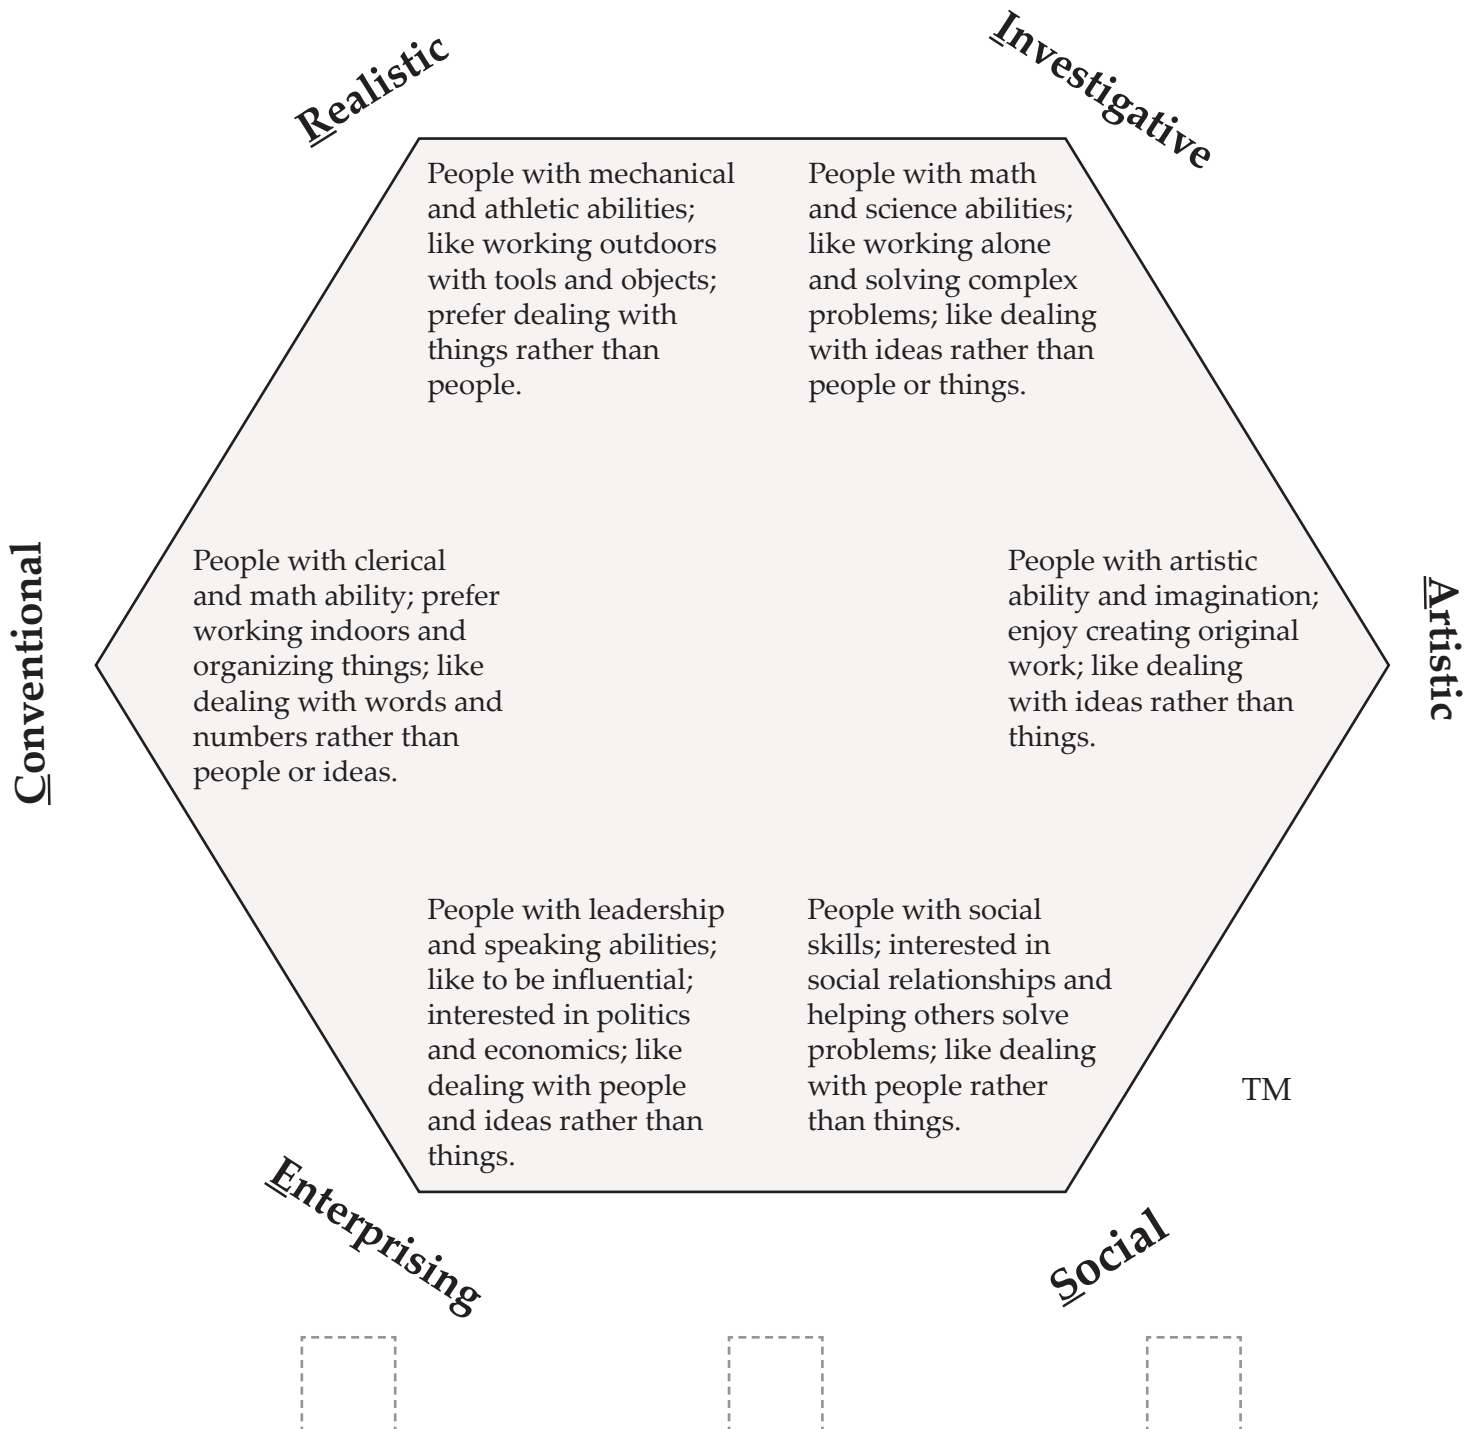 Realistic
Investigative
People with mechanical
and athletic abilities;
like working outdoors
with tools and objects;
prefer dealing with
things rather than
people.
People with math
and science abilities;
like working alone
and solving complex
problems; like dealing
with ideas rather than
people or things.
Conventional
People with clerical
and math ability; prefer
working indoors and
organizing things; like
dealing with words and
numbers rather than
people or ideas.
People with artistic
ability and imagination;
enjoy creating original
work; like dealing
with ideas rather than
things.
Artistic
People with leadership
and speaking abilities;
like to be influential;
interested in politics
and economics; like
dealing with people
and ideas rather than
things.
People with social
skills; interested in
social relationships and
helping others solve
problems; like dealing
with people rather
than things.
TM
Enterprising
Social